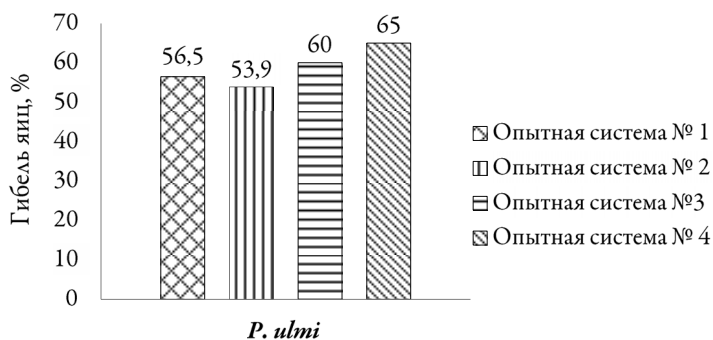 Гибель яиц, %
70
60
50
40
30
20
10
0
56,5
53,9
60
65
P. ulmi
Опытная система № 1
Опытная система № 2
Опытная система №3
Опытная система № 4